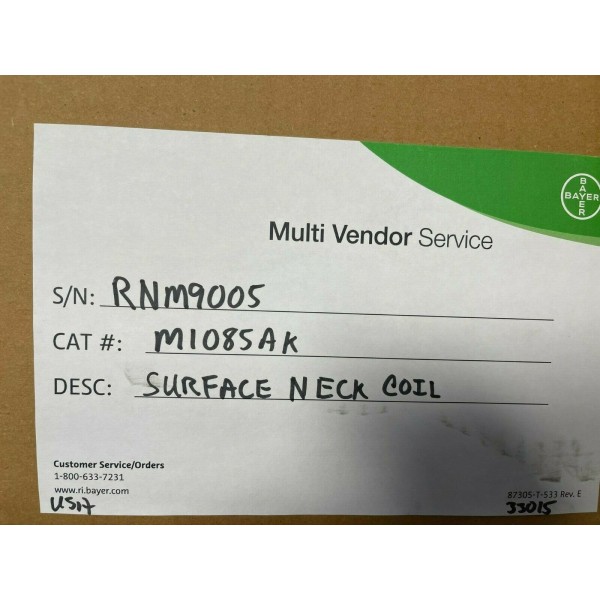 BAYER
BAYER
Multi Vendor Service
S/N: RNM9005
CAT #: M1085AK
DESC: SURFACE NECK COIL
Customer Service/Orders
1-800-633-7231
www.ri.bayer.com
87305-T-533 Rev. E
33015